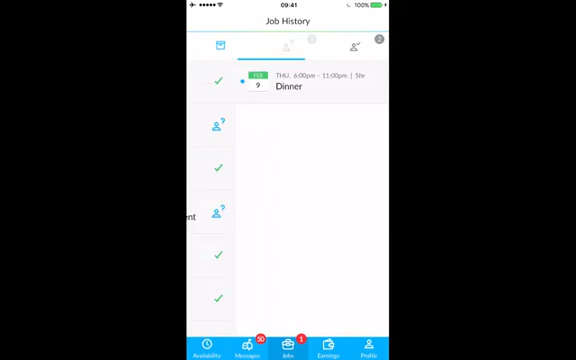 09:41
100%
Job History
2
FEB
9
THU. 6:00pm – 11:00pm | 5hr
Dinner
ent
50
1
Availability
Messages
Jobs
Earnings
Profile